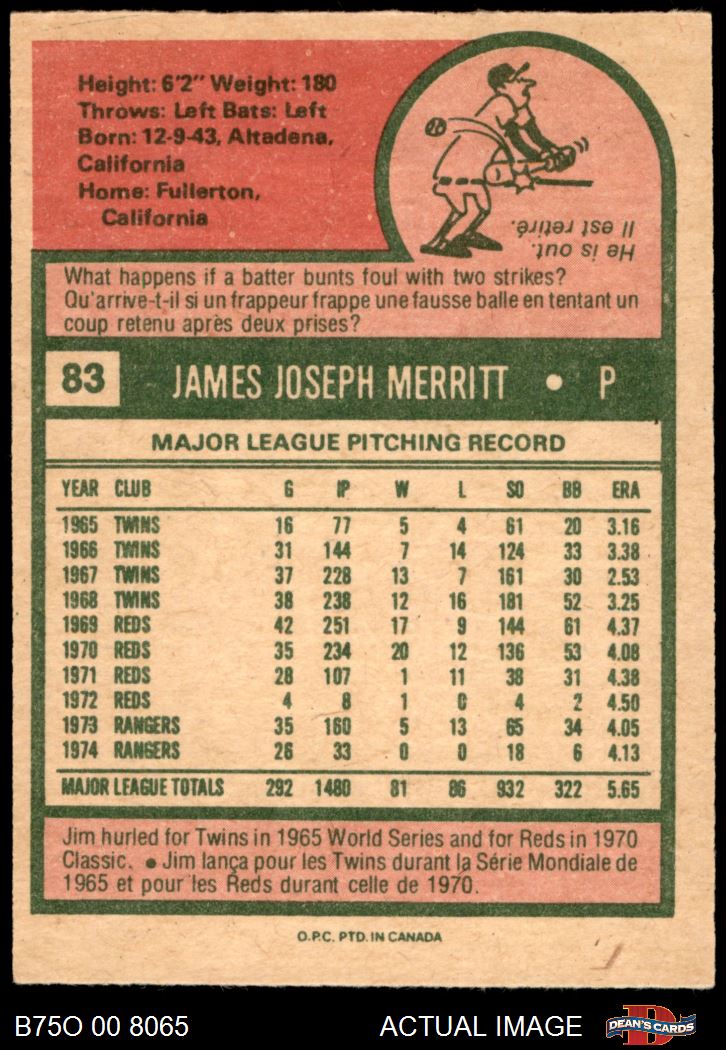 Height: 6'2" Weight: 180
Throws: Left Bats: Left
Born: 12-9-43, Altadena,
California
Home: Fullerton,
California
He is out.
Il est retiré.
What happens if a batter bunts foul with two strikes?
Qu'arrive-t-il si un frappeur frappe une fausse balle en tentant un
coup retenu après deux prises?
83 JAMES JOSEPH MERRITT • P
MAJOR LEAGUE PITCHING RECORD
YEAR CLUB G IP W L SO BB ERA
1965 TWINS 16 77 5 4 61 20 3.16
1966 TWINS 31 144 7 14 124 33 3.38
1967 TWINS 37 228 13 7 161 30 2.53
1968 TWINS 38 238 12 16 181 52 3.25
1969 REDS 42 251 17 9 144 61 4.37
1970 REDS 35 234 20 12 136 53 4.08
1971 REDS 28 107 1 11 38 31 4.38
1972 REDS 4 8 1 0 4 2 4.50
1973 RANGERS 35 160 5 13 65 34 4.05
1974 RANGERS 26 33 0 0 18 6 4.13
MAJOR LEAGUE TOTALS 292 1480 81 86 932 322 5.65
Jim hurled for Twins in 1965 World Series and for Reds in 1970
Classic. • Jim lança pour les Twins durant la Série Mondiale de
1965 et pour les Reds durant celle de 1970.
O.P.C. PTD. IN CANADA
B75O 00 8065 ACTUAL IMAGE D DEAN'S CARDS